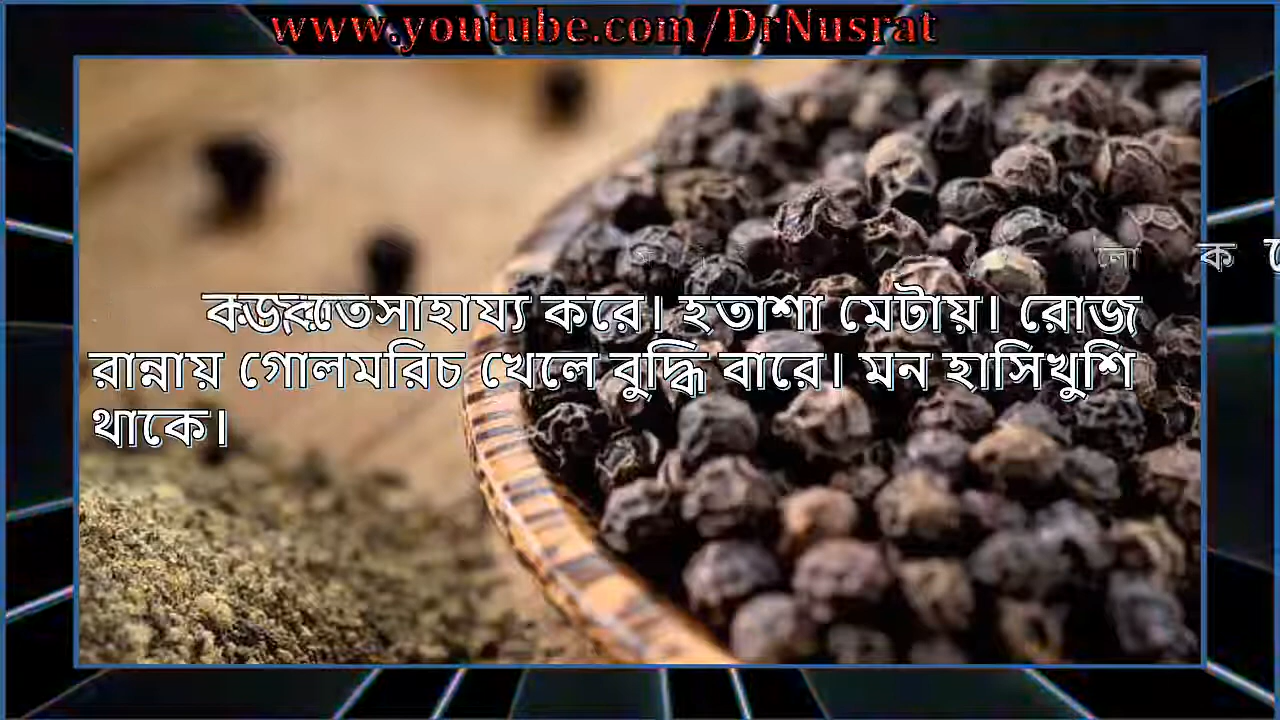 www.youtube.com/DrNusrat
সাহায্য করে। হতাশা মেটায়। রোজ
রান্নায় গোলমরিচ খেলে বুদ্ধি বারে। মন হাসিখুশি
থাকে।